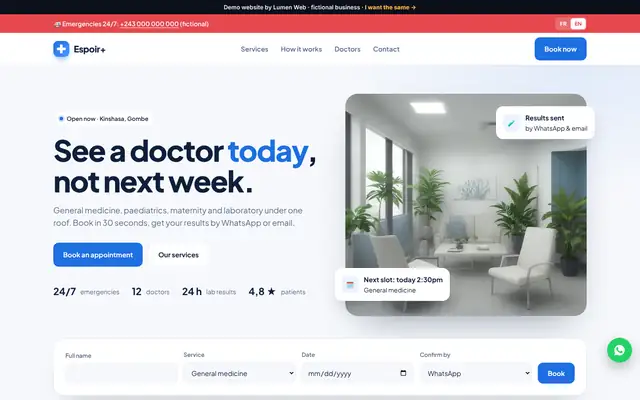 Demo website by Lumen Web · fictional business · I want the same →
Emergencies 24/7: +243 000 000 000 (fictional)
FR EN
Espoir+
Services How it works Doctors Contact
Book now
Open now · Kinshasa, Gombe
See a doctor today,
not next week.
General medicine, paediatrics, maternity and laboratory under one
roof. Book in 30 seconds, get your results by WhatsApp or email.
Book an appointment
Our services
24/7 emergencies
12 doctors
24 h lab results
4,8 ★ patients
Results sent
by WhatsApp & email
Next slot: today 2:30pm
General medicine
Full name
Service
General medicine
Date
mm/dd/yyyy
Confirm by
WhatsApp
Book